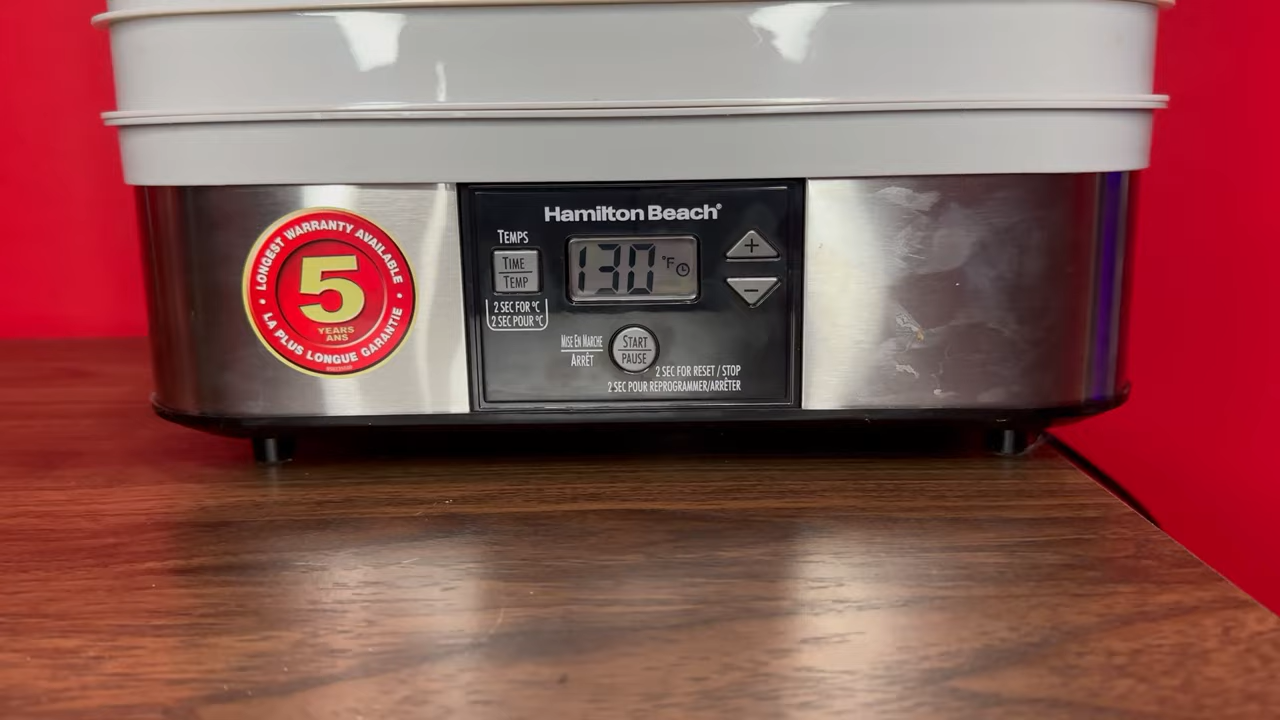 Hamilton Beach®
TEMPS
TIME
TEMP
2 SEC FOR °C
2 SEC POUR °C
130 °F
+
−
MISE EN MARCHE
ARRÊT
START
PAUSE
2 SEC FOR RESET / STOP
2 SEC POUR REPROGRAMMER/ARRÊTER
LONGEST WARRANTY AVAILABLE
5
YEARS
ANS
• LA PLUS LONGUE GARANTIE •